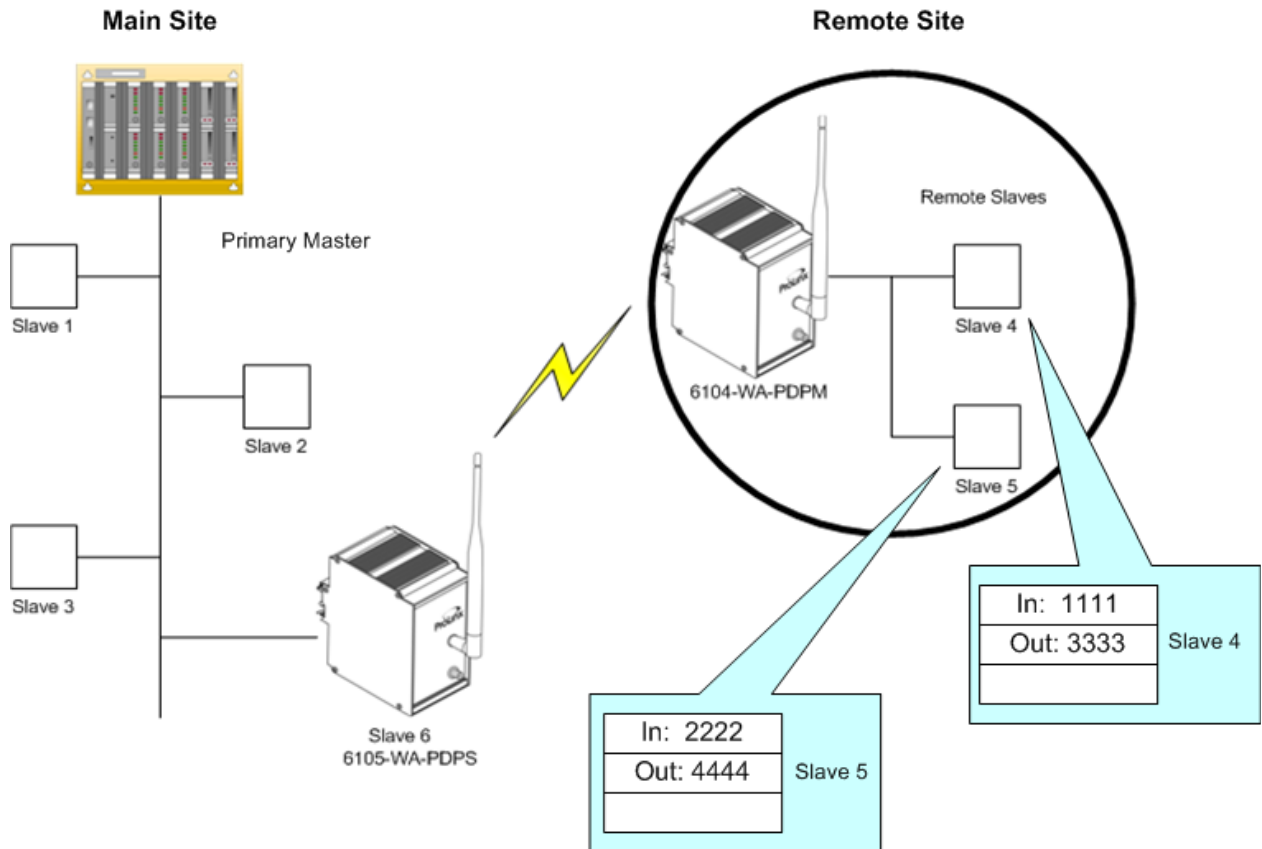 Main Site
Remote Site
Primary Master
Slave 1
Slave 2
Slave 3
Slave 6
6105-WA-PDPS
ProLinx
6104-WA-PDPM
ProLinx
Remote Slaves
Slave 4
Slave 5
In: 1111
Out: 3333
Slave 4
In: 2222
Out: 4444
Slave 5